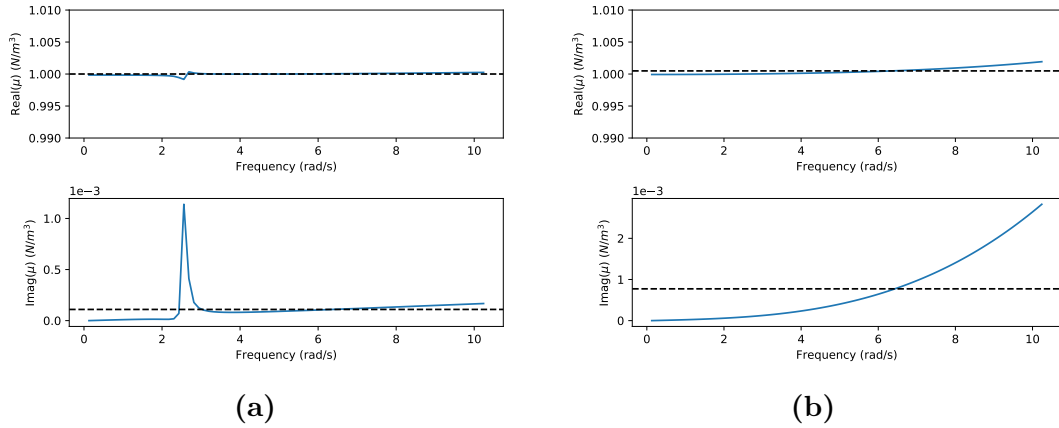 1.010
1.005
1.000
0.995
0.990
Real(μ) (N/m³)
0 2 4 6 8 10
Frequency (rad/s)
1e−3
1.0
0.5
0.0
Imag(μ) (N/m³)
0 2 4 6 8 10
Frequency (rad/s)
(a)
1.010
1.005
1.000
0.995
0.990
Real(μ) (N/m³)
0 2 4 6 8 10
Frequency (rad/s)
1e−3
2
1
0
Imag(μ) (N/m³)
0 2 4 6 8 10
Frequency (rad/s)
(b)